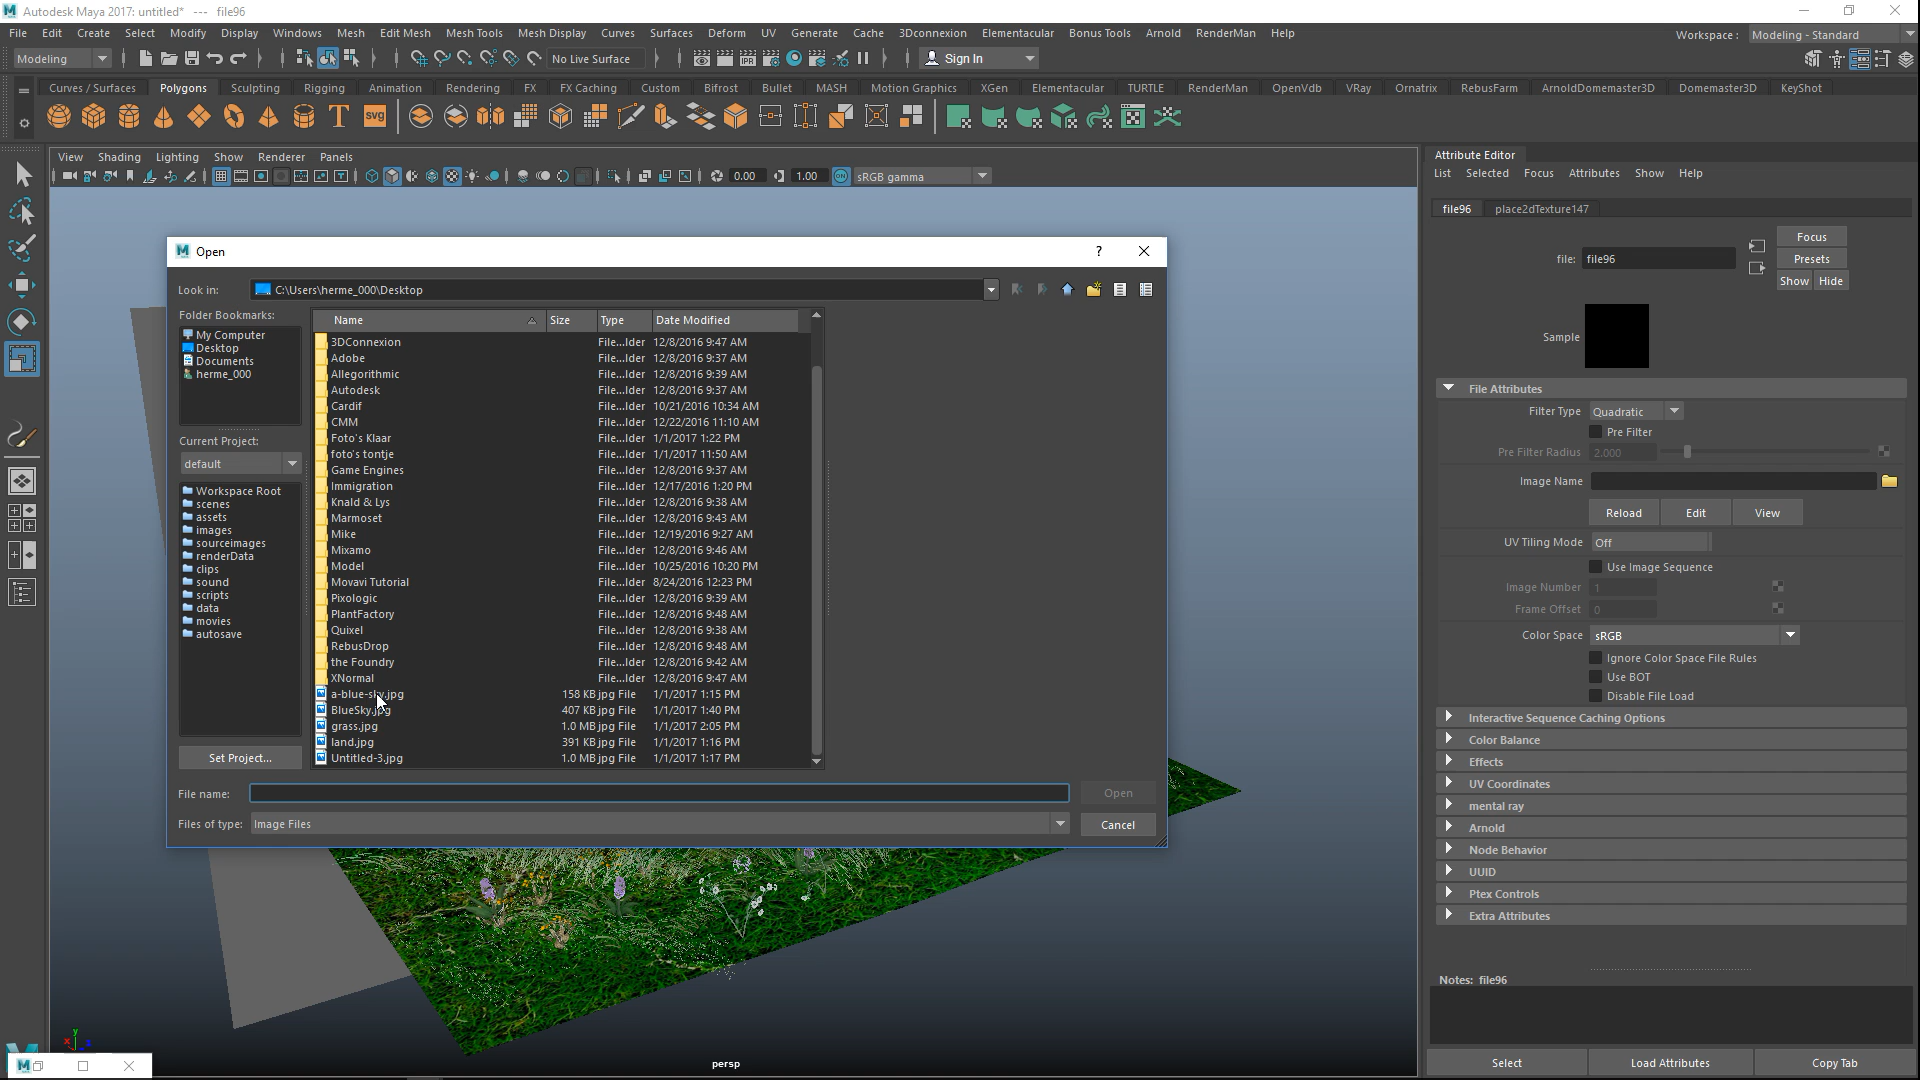 Autodesk Maya 2017: untitled* --- file96
File Edit Create Select Modify Display Windows Mesh Edit Mesh Mesh Tools Mesh Display Curves Surfaces Deform UV Generate Cache 3Dconnexion Elementacular Bonus Tools Arnold RenderMan Help Workspace : Modeling - Standard
Modeling No Live Surface Sign In
Curves / Surfaces Polygons Sculpting Rigging Animation Rendering FX FX Caching Custom Bifrost Bullet MASH Motion Graphics XGen Elementacular TURTLE RenderMan OpenVdb VRay Ornatrix RebusFarm ArnoldDomemaster3D Domemaster3D KeyShot
IPR T SVG
View Shading Lighting Show Renderer Panels
0.00 1.00 ON sRGB gamma
Open ?
Look in: C:\Users\herme_000\Desktop
Folder Bookmarks:
My Computer
Desktop
Documents
herme_000
Current Project:
default
Workspace Root
scenes
assets
images
sourceimages
renderData
clips
sound
scripts
data
movies
autosave
Set Project...
Name Size Type Date Modified
3DConnexion File...lder 12/8/2016 9:47 AM
Adobe File...lder 12/8/2016 9:37 AM
Allegorithmic File...lder 12/8/2016 9:39 AM
Autodesk File...lder 12/8/2016 9:37 AM
Cardif File...lder 10/21/2016 10:34 AM
CMM File...lder 12/22/2016 11:10 AM
Foto's Klaar File...lder 1/1/2017 1:22 PM
foto's tontje File...lder 1/1/2017 11:50 AM
Game Engines File...lder 12/8/2016 9:37 AM
Immigration File...lder 12/17/2016 1:20 PM
Knald & Lys File...lder 12/8/2016 9:38 AM
Marmoset File...lder 12/8/2016 9:43 AM
Mike File...lder 12/19/2016 9:27 AM
Mixamo File...lder 12/8/2016 9:46 AM
Model File...lder 10/25/2016 10:20 PM
Movavi Tutorial File...lder 8/24/2016 12:23 PM
Pixologic File...lder 12/8/2016 9:39 AM
PlantFactory File...lder 12/8/2016 9:48 AM
Quixel File...lder 12/8/2016 9:38 AM
RebusDrop File...lder 12/8/2016 9:48 AM
the Foundry File...lder 12/8/2016 9:42 AM
XNormal File...lder 12/8/2016 9:47 AM
a-blue-sky.jpg 158 KB jpg File 1/1/2017 1:15 PM
BlueSky.jpg 407 KB jpg File 1/1/2017 1:40 PM
grass.jpg 1.0 MB jpg File 1/1/2017 2:05 PM
land.jpg 391 KB jpg File 1/1/2017 1:16 PM
Untitled-3.jpg 1.0 MB jpg File 1/1/2017 1:17 PM
File name: Open
Files of type: Image Files Cancel
y
x z
persp
Attribute Editor
List Selected Focus Attributes Show Help
file96 place2dTexture147
file: file96
Focus
Presets
Show Hide
Sample
File Attributes
Filter Type Quadratic
Pre Filter
Pre Filter Radius 2.000
Image Name
Reload Edit View
UV Tiling Mode Off
Use Image Sequence
Image Number 1
Frame Offset 0
Color Space sRGB
Ignore Color Space File Rules
Use BOT
Disable File Load
Interactive Sequence Caching Options
Color Balance
Effects
UV Coordinates
mental ray
Arnold
Node Behavior
UUID
Ptex Controls
Extra Attributes
Notes: file96
Select Load Attributes Copy Tab